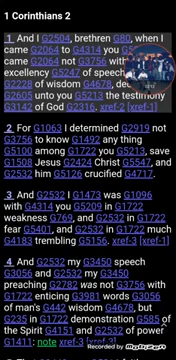 1 Corinthians 2
1 And I G2504, brethren G80, when I
came G2064 to G4314 you
came G2064 not G3756 with
excellency G5247 of speech
G2228 of wisdom G4678,
G2605 unto you G5213 the testimony
G3142 of God G2316. xref-2 [xref-1]
2 For G1063 I determined G2919 not
G3756 to know G1492 any thing
G5100 among G1722 you G5213, save
G1508 Jesus G2424 Christ G5547, and
G2532 him G5126 crucified G4717.
3 And G2532 I G1473 was G1096
with G4314 you G5209 in G1722
weakness G769, and G2532 in G1722
fear G5401, and G2532 in G1722 much
G4183 trembling G5156. xref-3 [xref-1]
4 And G2532 my G3450 speech
G3056 and G2532 my G3450
preaching G2782 was not G3756 with
G1722 enticing G3981 words G3056
of man's G442 wisdom G4678, but
G235 in G1722 demonstration G585 of
the Spirit G4151 and G2532 of power
G1411: note xref-3
Recorded by